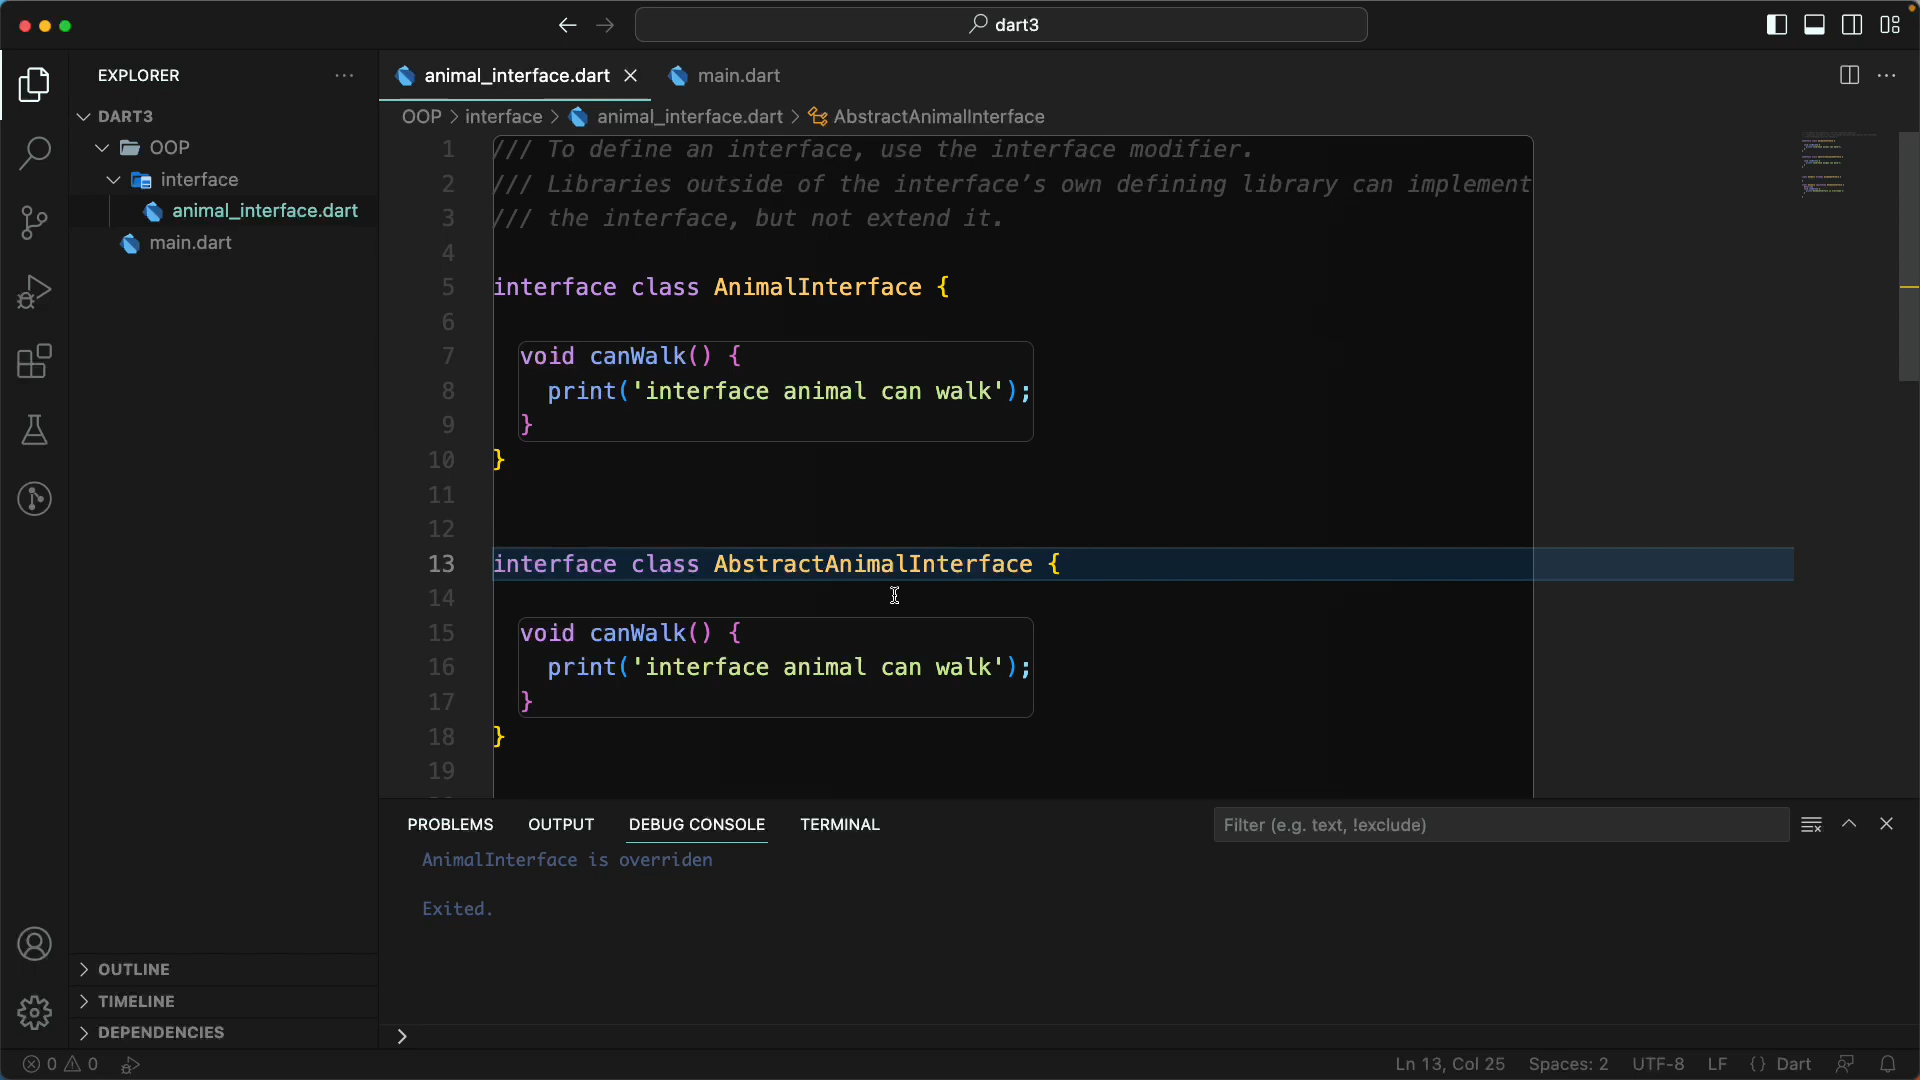 dart3
EXPLORER
animal_interface.dart
main.dart
DART3
OOP
interface
animal_interface.dart
main.dart
OUTLINE
TIMELINE
DEPENDENCIES
OOP > interface > animal_interface.dart > AbstractAnimalInterface
1 /// To define an interface, use the interface modifier.
2 /// Libraries outside of the interface’s own defining library can implement
3 /// the interface, but not extend it.
4
5 interface class AnimalInterface {
6
7 void canWalk() {
8 print('interface animal can walk');
9 }
10 }
11
12
13 interface class AbstractAnimalInterface {
14
15 void canWalk() {
16 print('interface animal can walk');
17 }
18 }
19
PROBLEMS OUTPUT DEBUG CONSOLE TERMINAL
Filter (e.g. text, !exclude)
AnimalInterface is overriden
Exited.
0 0
Ln 13, Col 25 Spaces: 2 UTF-8 LF {} Dart